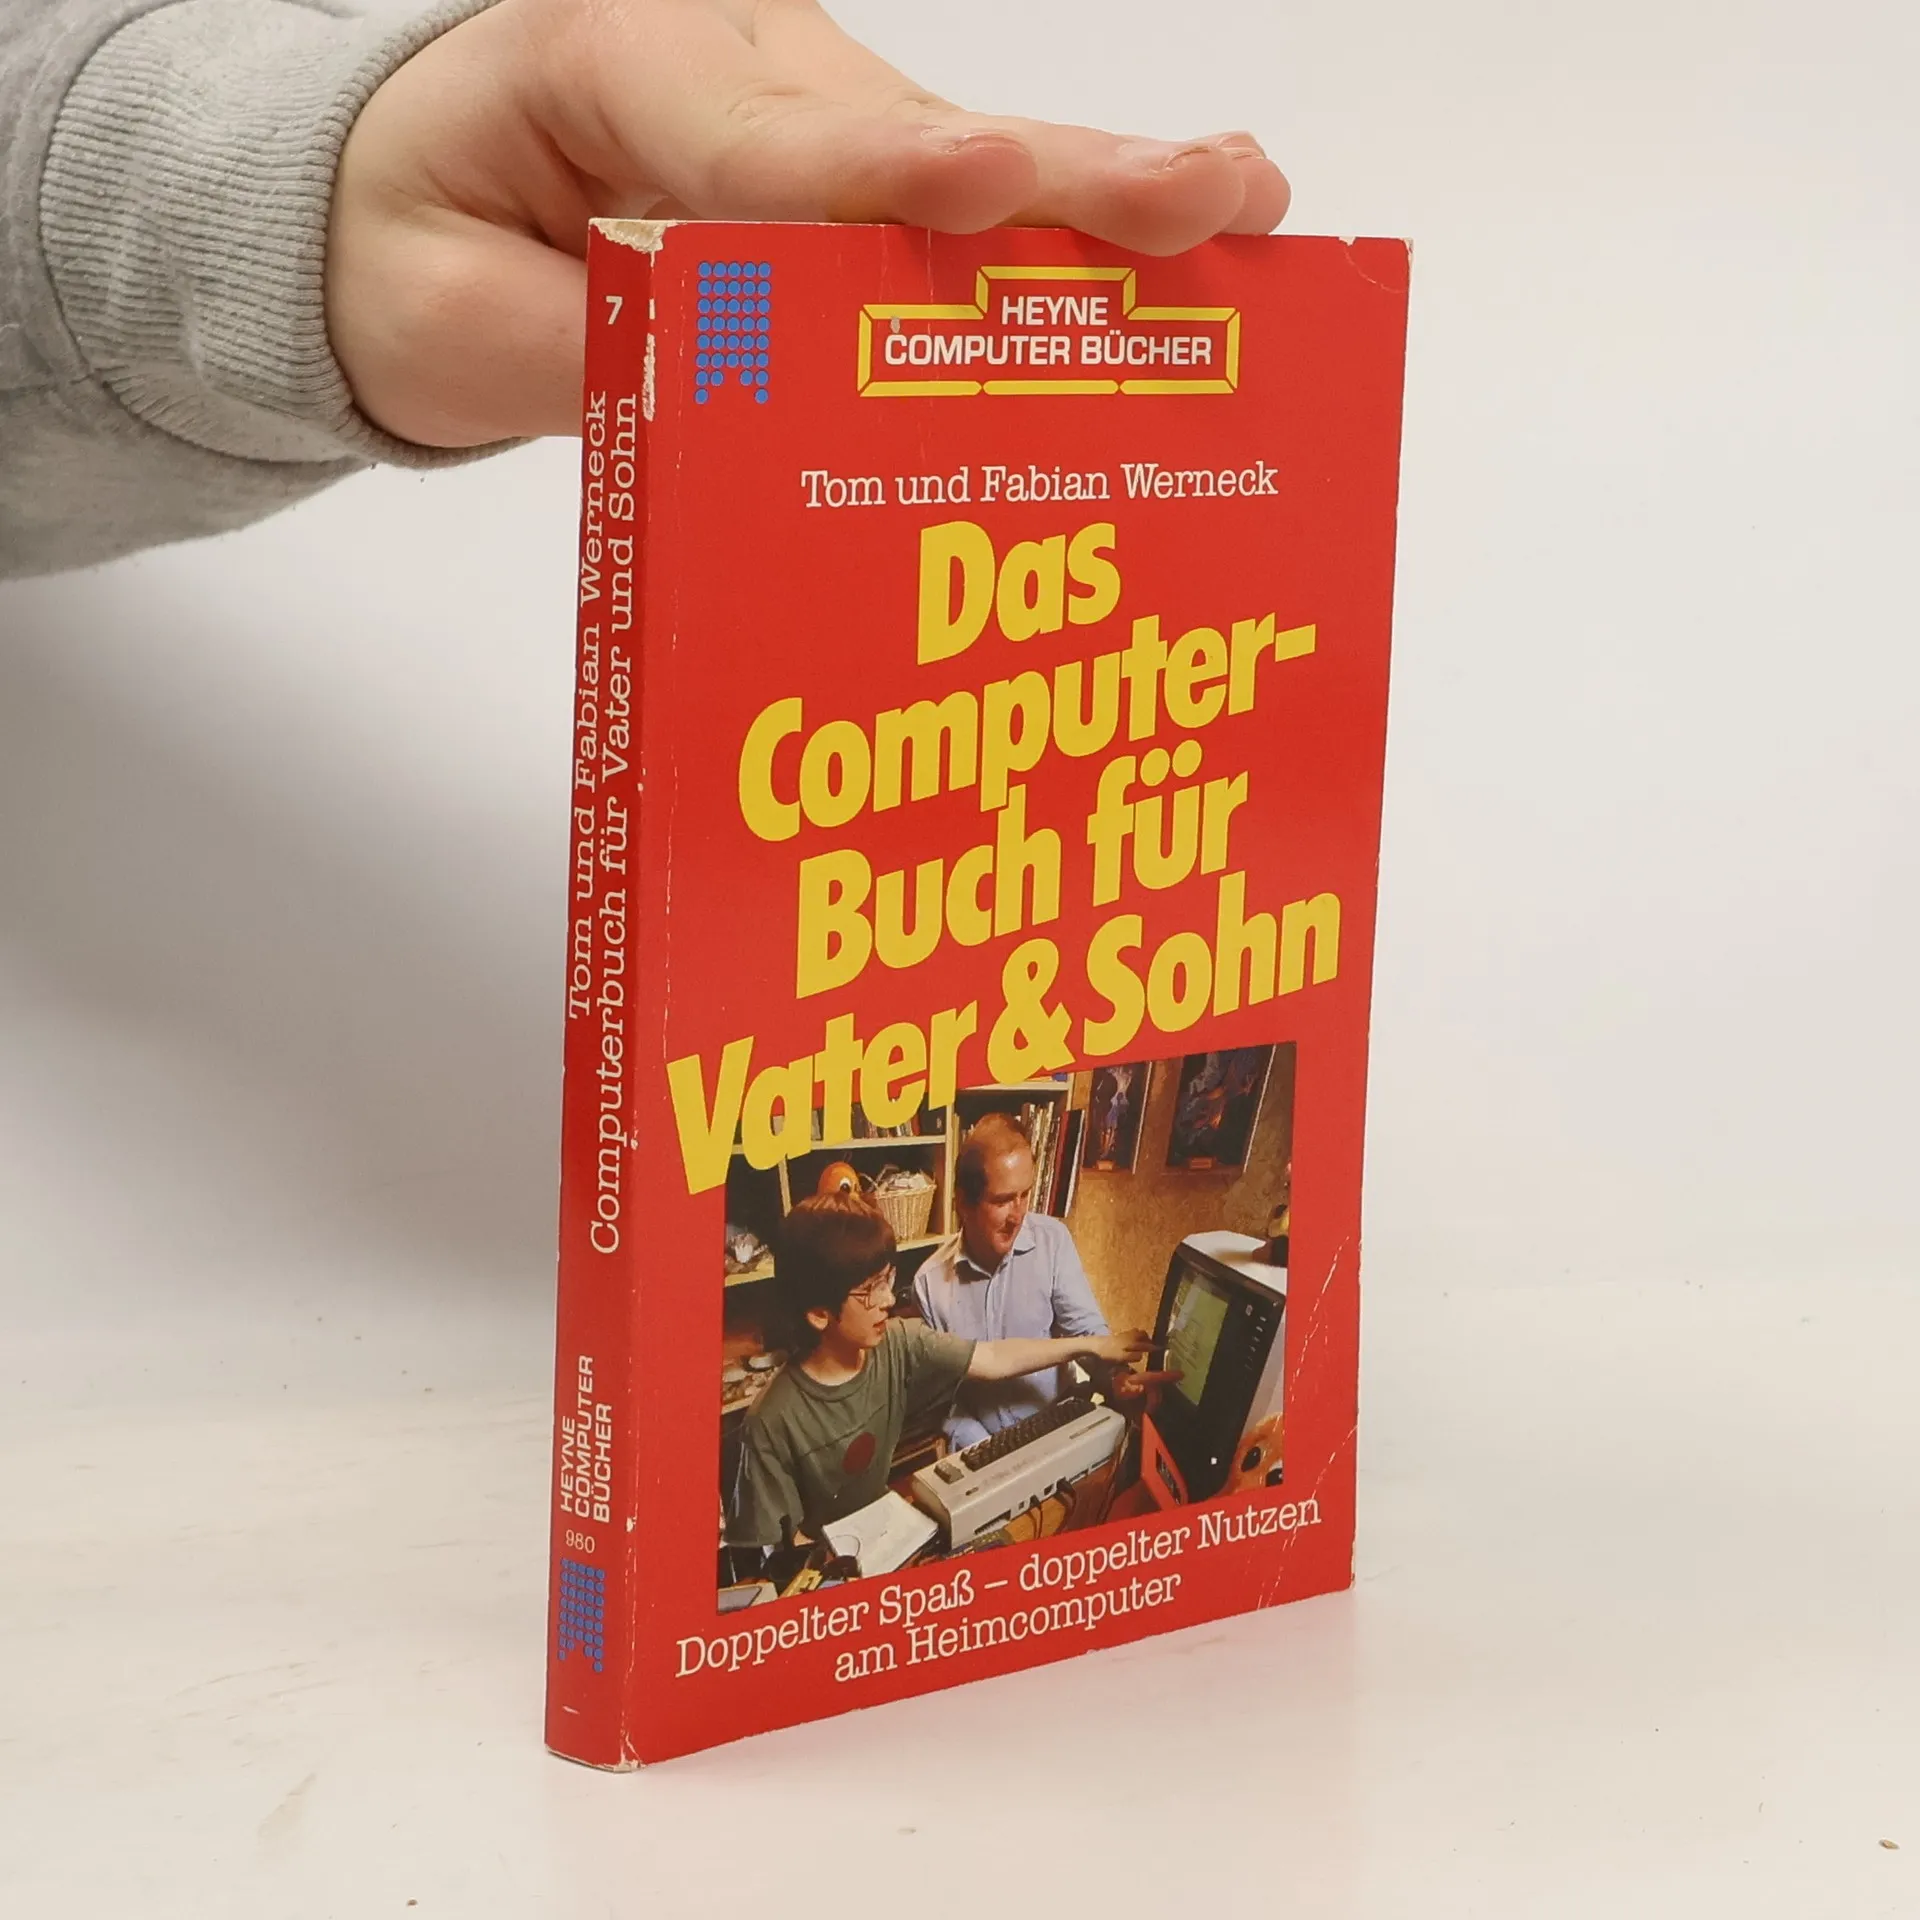 7
Tom und Fabian Werneck
Computerbuch für Vater und Sohn
HEYNE
COMPUTER
BÜCHER
980
HEYNE
COMPUTER BÜCHER
Tom und Fabian Werneck
Das
Computer-
Buch für
Vater & Sohn
Doppelter Spaß – doppelter Nutzen
am Heimcomputer